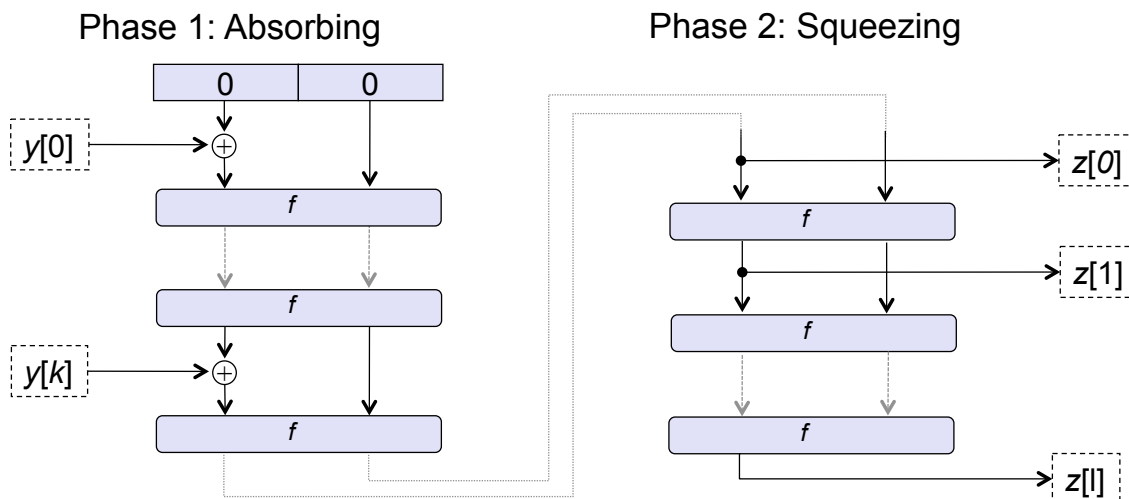 Phase 1: Absorbing
0 0
y[0]
f
f
y[k]
f
Phase 2: Squeezing
z[0]
f
z[1]
f
f
z[l]